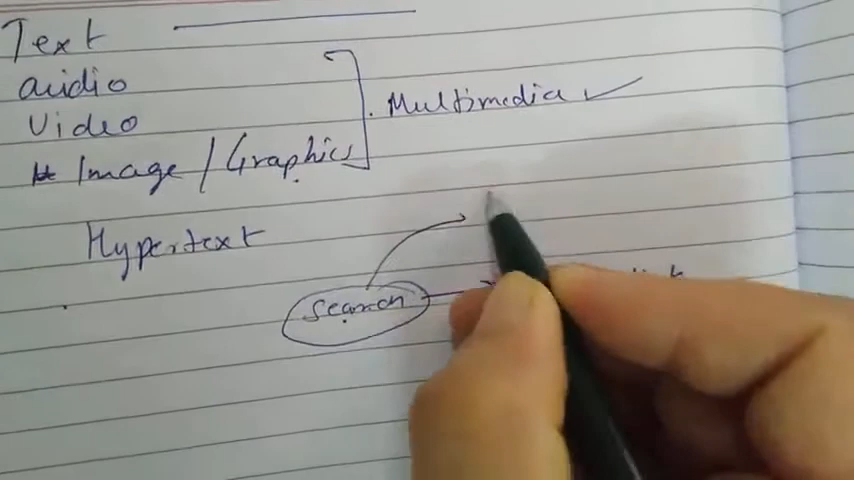 Text
audio
Video
Multimedia
Image / Graphics
Hypertext
search